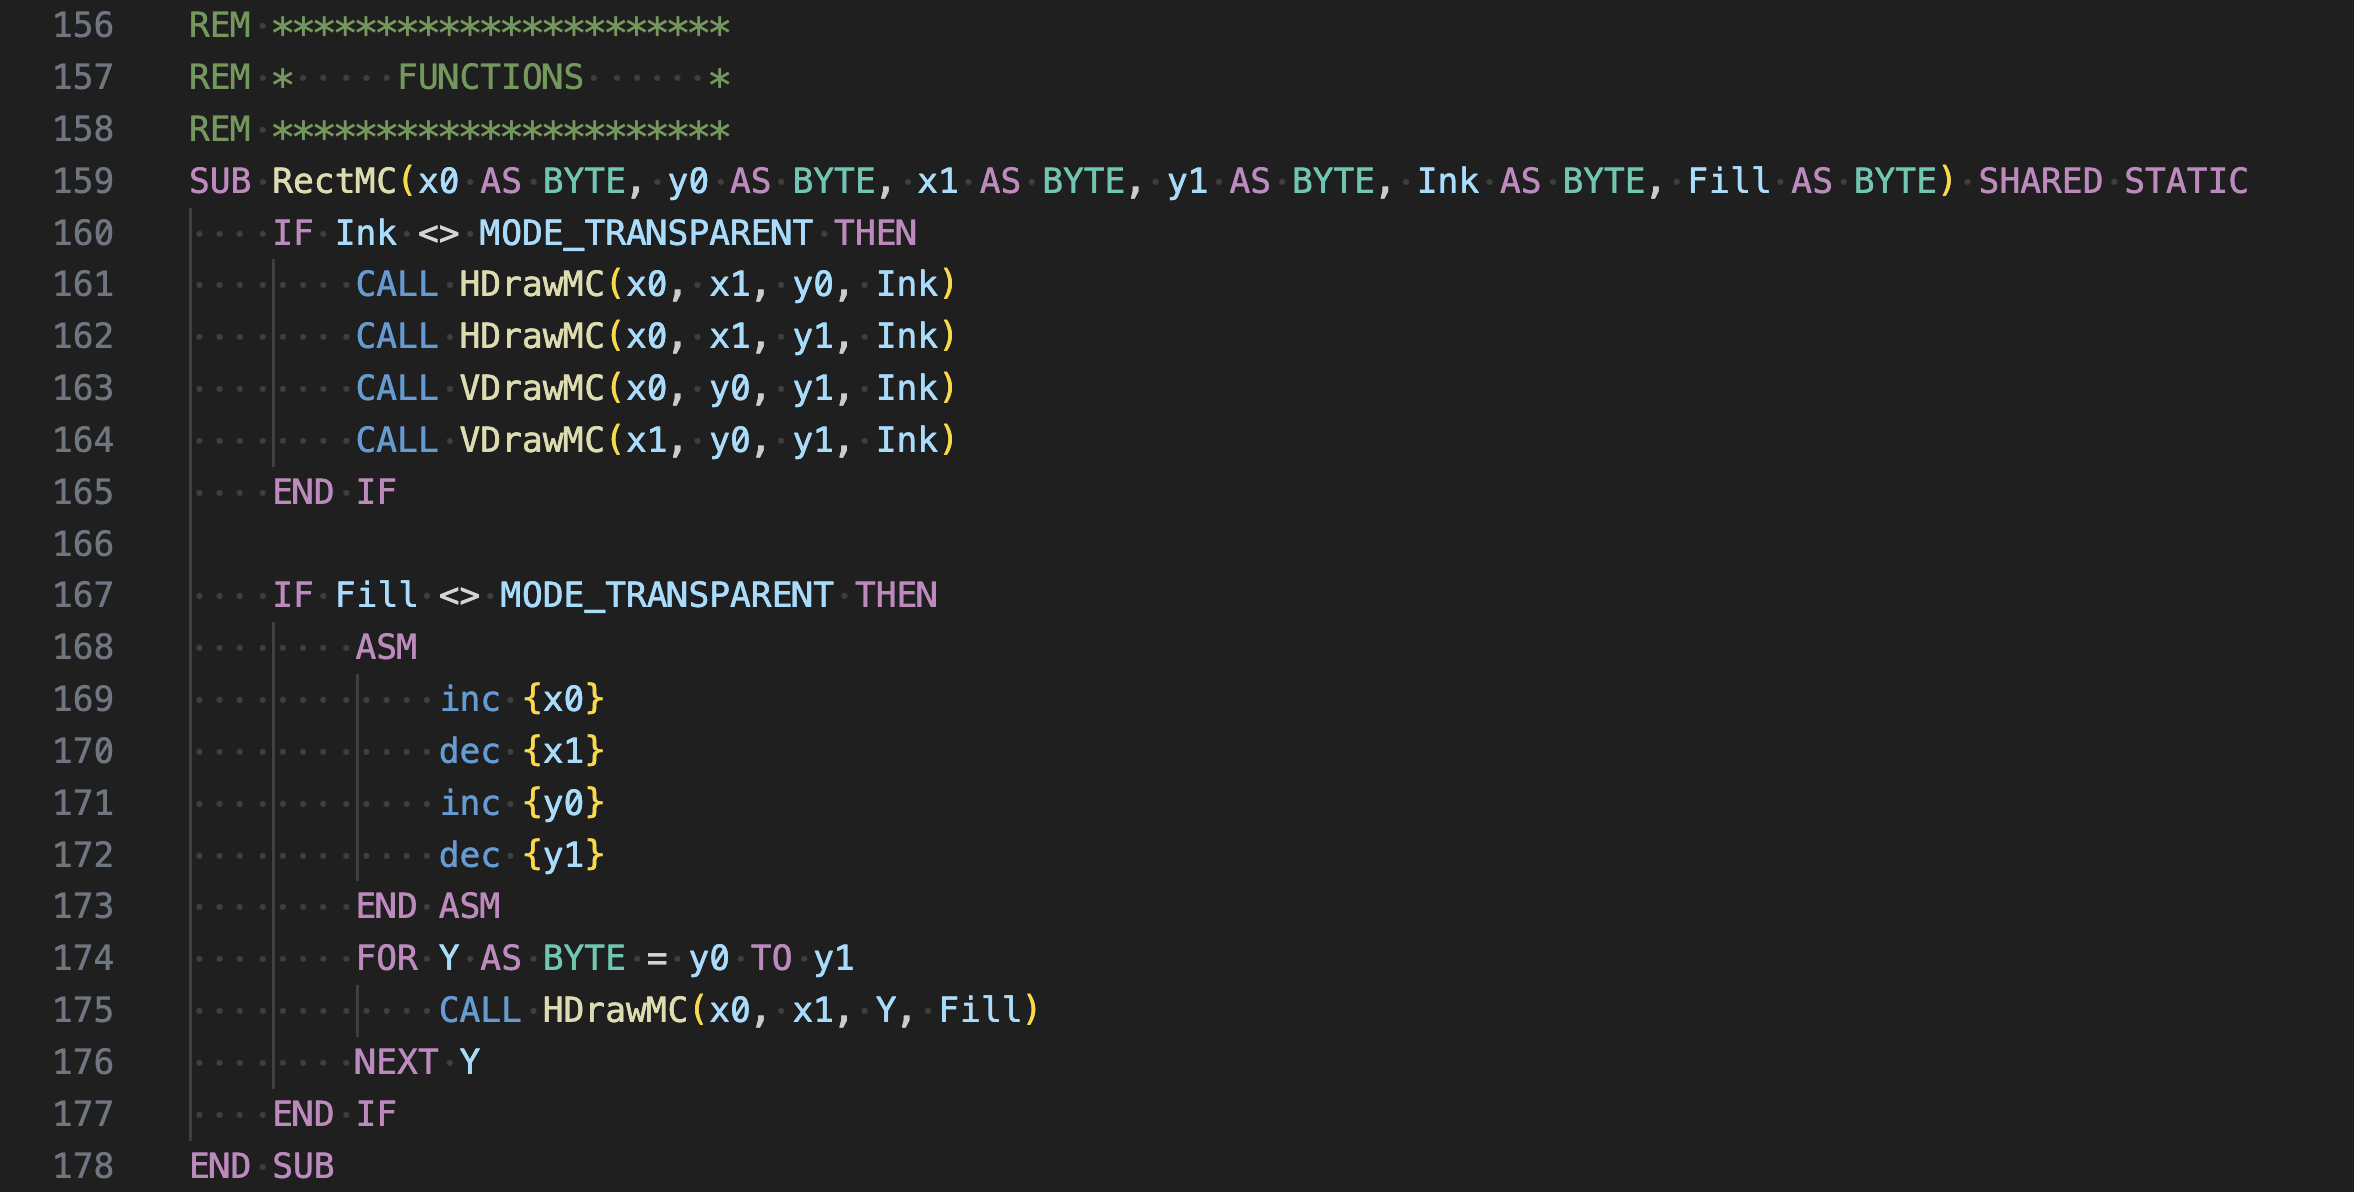 156 REM **********************
157 REM *     FUNCTIONS      *
158 REM **********************
159 SUB RectMC(x0 AS BYTE, y0 AS BYTE, x1 AS BYTE, y1 AS BYTE, Ink AS BYTE, Fill AS BYTE) SHARED STATIC
160     IF Ink <> MODE_TRANSPARENT THEN
161         CALL HDrawMC(x0, x1, y0, Ink)
162         CALL HDrawMC(x0, x1, y1, Ink)
163         CALL VDrawMC(x0, y0, y1, Ink)
164         CALL VDrawMC(x1, y0, y1, Ink)
165     END IF
166
167     IF Fill <> MODE_TRANSPARENT THEN
168         ASM
169             inc {x0}
170             dec {x1}
171             inc {y0}
172             dec {y1}
173         END ASM
174         FOR Y AS BYTE = y0 TO y1
175             CALL HDrawMC(x0, x1, Y, Fill)
176         NEXT Y
177     END IF
178 END SUB